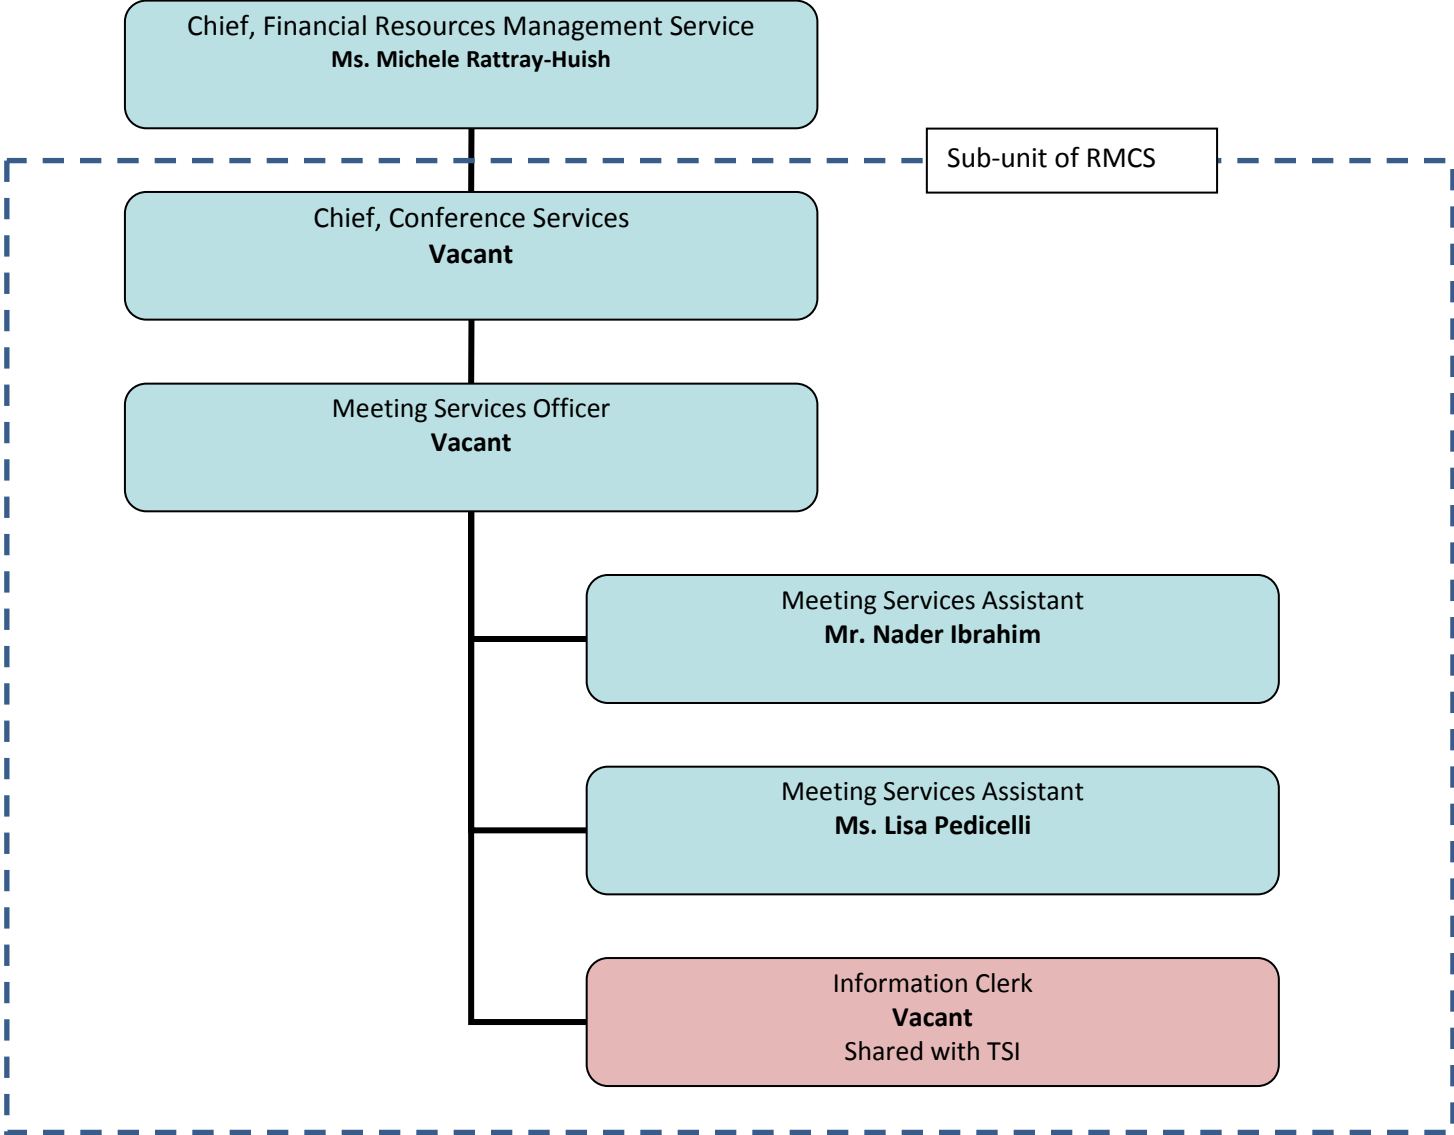 Chief, Financial Resources Management Service
Ms. Michele Rattray-Huish
Sub-unit of RMCS
Chief, Conference Services
Vacant
Meeting Services Officer
Vacant
Meeting Services Assistant
Mr. Nader Ibrahim
Meeting Services Assistant
Ms. Lisa Pedicelli
Information Clerk
Vacant
Shared with TSI